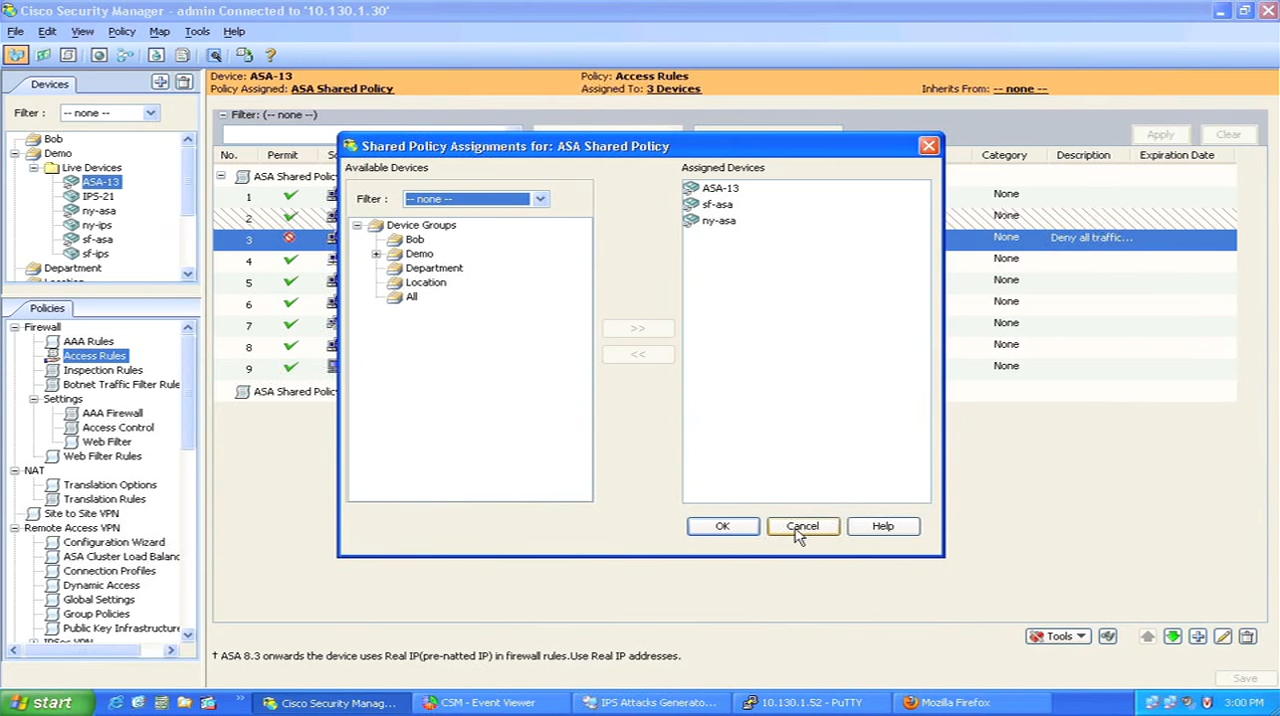 Cisco Security Manager - admin Connected to '10.130.1.30'
File Edit View Policy Map Tools Help
Devices
Filter : -- none --
Bob
Demo
Live Devices
ASA-13
IPS-21
ny-asa
ny-ips
sf-asa
sf-ips
Department
Policies
Firewall
AAA Rules
Access Rules
Inspection Rules
Botnet Traffic Filter Rule
Settings
AAA Firewall
Access Control
Web Filter
Web Filter Rules
NAT
Translation Options
Translation Rules
Site to Site VPN
Remote Access VPN
Configuration Wizard
ASA Cluster Load Balanc
Connection Profiles
Dynamic Access
Global Settings
Group Policies
Public Key Infrastructure
Device: ASA-13 Policy: Access Rules
Policy Assigned: ASA Shared Policy Assigned To: 3 Devices Inherits From: -- none --
Filter: (-- none --)
Apply Clear
No. Permit Category Description Expiration Date
ASA Shared Polic
1 None
2 None
3 None Deny all traffic...
4 None
5 None
6 None
7 None
8 None
9 None
ASA Shared Polic
Shared Policy Assignments for: ASA Shared Policy
Available Devices
Filter : -- none --
Device Groups
Bob
Demo
Department
Location
All
>>
<<
Assigned Devices
ASA-13
sf-asa
ny-asa
OK Cancel Help
Tools
† ASA 8.3 onwards the device uses Real IP(pre-natted IP) in firewall rules.Use Real IP addresses.
Save
start Cisco Security Manag... CSM - Event Viewer IPS Attacks Generato... 10.130.1.52 - PuTTY Mozilla Firefox 3:00 PM